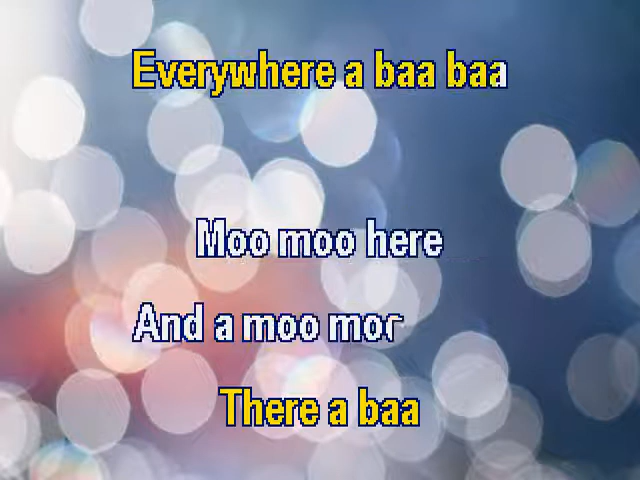 Everywhere a baa baa
Moo moo here
And a moo
There a baa